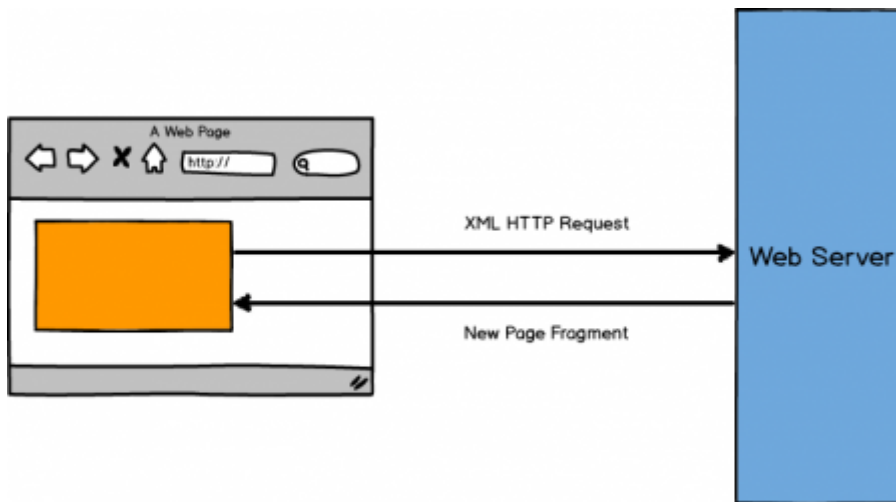 A Web Page
http://
XML HTTP Request
Web Server
New Page Fragment